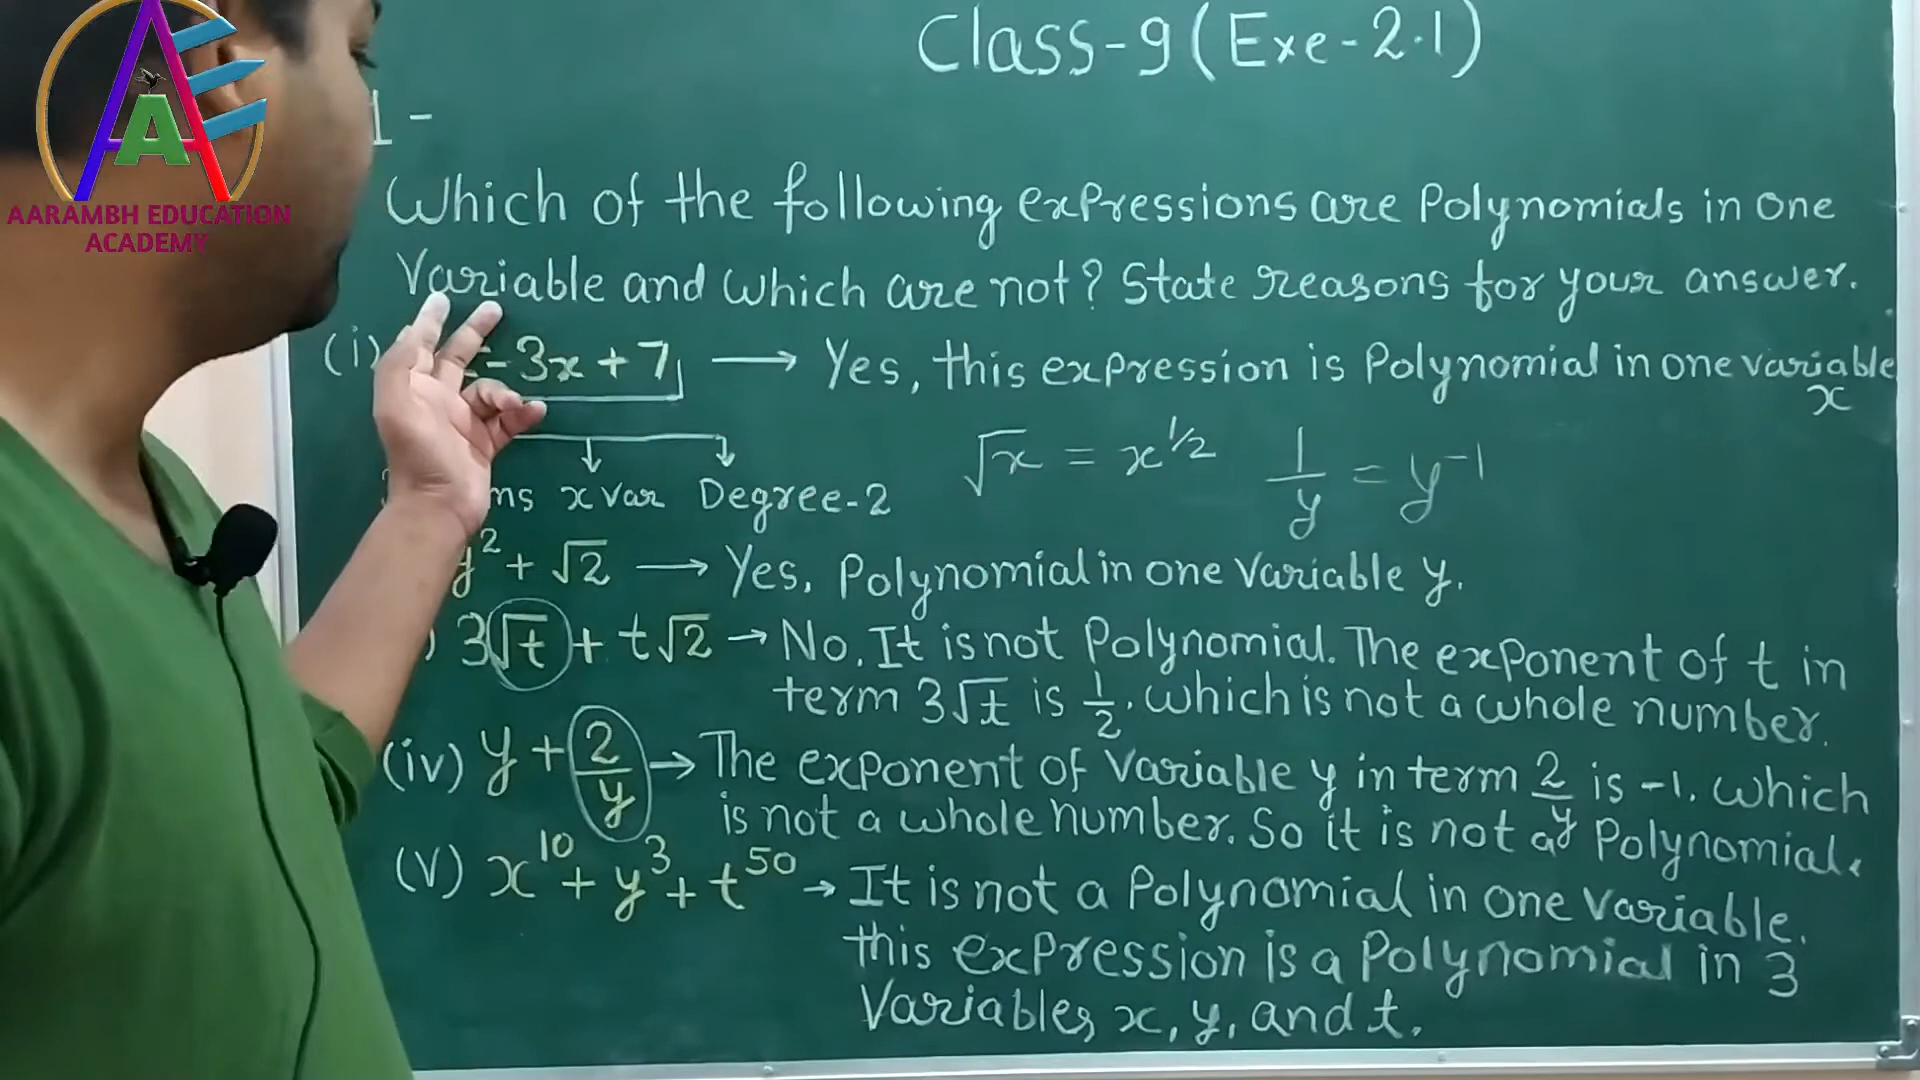 Class-9 (Exe-2.1)
1-
Which of the following expressions are Polynomials in one
Variable and which are not? State reasons for your answer.
(i) -3x + 7 → Yes, this expression is Polynomial in one variable
x
√x = x^1/2 1/y = y^-1
x var Degree-2
y² + √2 → Yes, Polynomial in one Variable y.
) 3√t + t√2 → No. It is not Polynomial. The exponent of t in
term 3√t is 1/2. which is not a whole number.
(iv) y + 2/y → The exponent of Variable y in term 2/y is -1. which
is not a whole number. So it is not a Polynomial.
(V) x^10 + y^3 + t^50 → It is not a Polynomial in one Variable.
this expression is a Polynomial in 3
Variables x, y, and t.
AARAMBH EDUCATION
ACADEMY